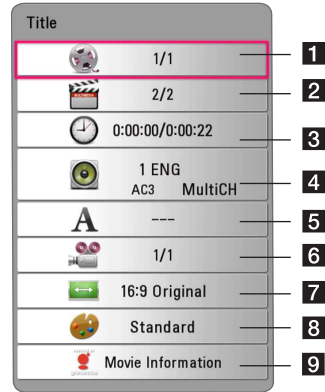 Title
1/1
1
2/2
2
0:00:00/0:00:22
3
1 ENG
AC3 MultiCH
4
---
5
1/1
6
16:9 Original
7
Standard
8
Movie Information
9